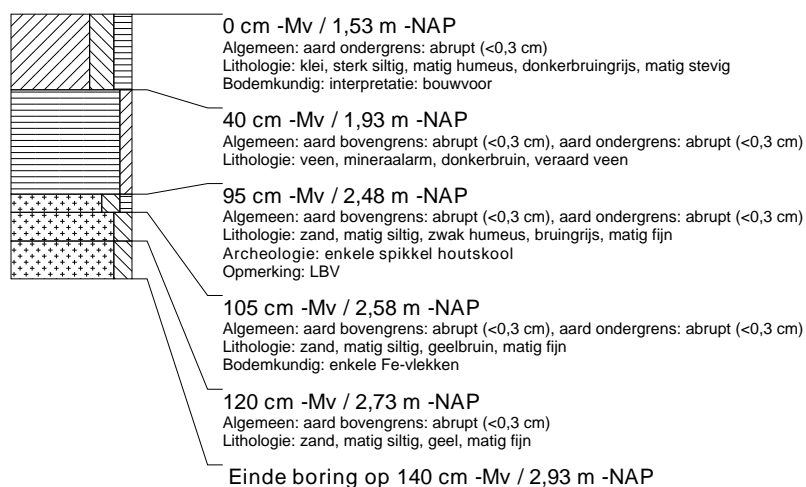 0 cm -Mv / 1,53 m -NAP
Algemeen: aard ondergrens: abrupt (<0,3 cm)
Lithologie: klei, sterk siltig, matig humeus, donkerbruingrijs, matig stevig
Bodemkundig: interpretatie: bouwvoor
40 cm -Mv / 1,93 m -NAP
Algemeen: aard bovengrens: abrupt (<0,3 cm), aard ondergrens: abrupt (<0,3 cm)
Lithologie: veen, mineraalarm, donkerbruin, veraard veen
95 cm -Mv / 2,48 m -NAP
Algemeen: aard bovengrens: abrupt (<0,3 cm), aard ondergrens: abrupt (<0,3 cm)
Lithologie: zand, matig siltig, zwak humeus, bruingrijs, matig fijn
Archeologie: enkele spikkel houtskool
Opmerking: LBV
105 cm -Mv / 2,58 m -NAP
Algemeen: aard bovengrens: abrupt (<0,3 cm), aard ondergrens: abrupt (<0,3 cm)
Lithologie: zand, matig siltig, geelbruin, matig fijn
Bodemkundig: enkele Fe-vlekken
120 cm -Mv / 2,73 m -NAP
Algemeen: aard bovengrens: abrupt (<0,3 cm)
Lithologie: zand, matig siltig, geel, matig fijn
Einde boring op 140 cm -Mv / 2,93 m -NAP